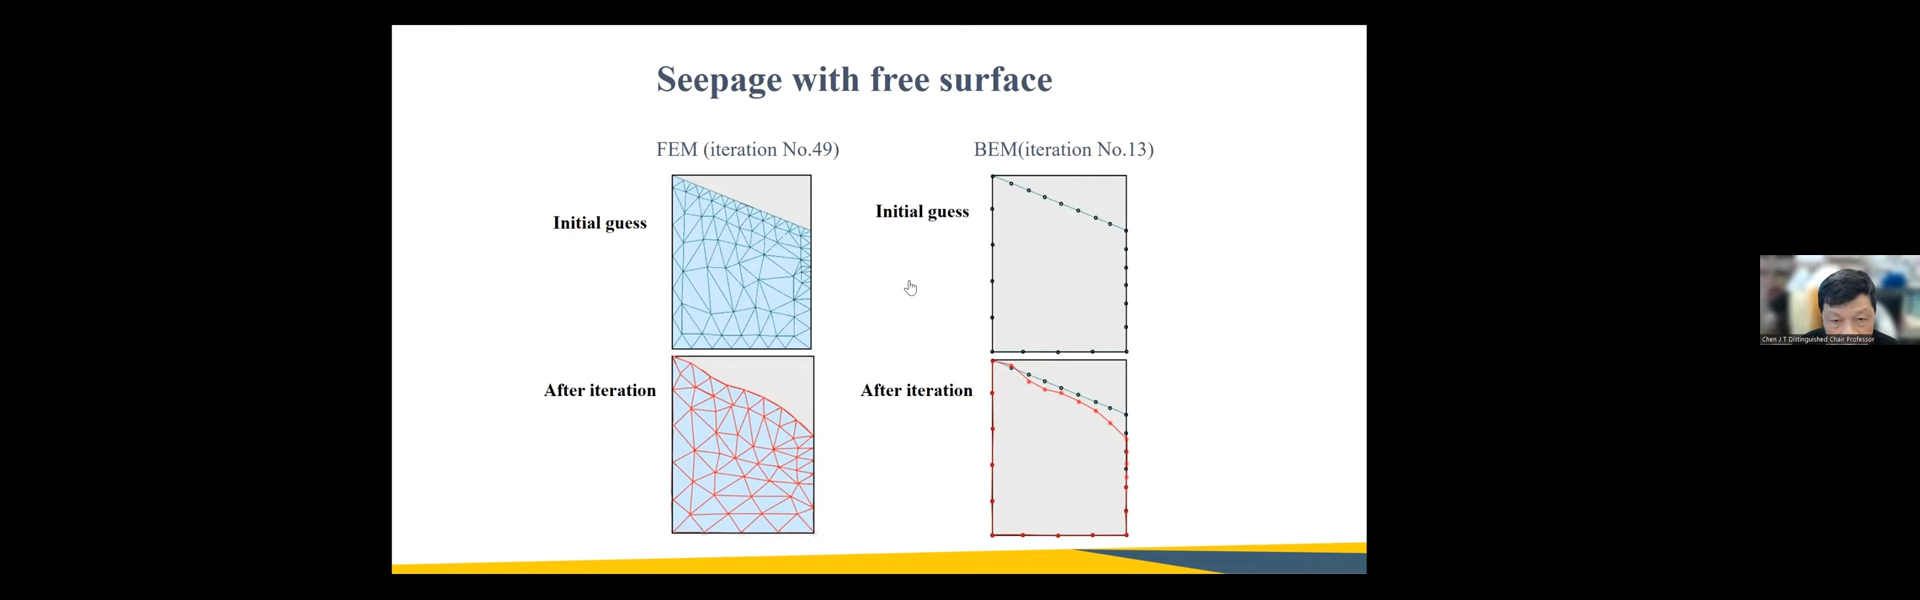 Seepage with free surface
FEM (iteration No.49)
BEM(iteration No.13)
Initial guess
Initial guess
After iteration
After iteration
Chen J T Distinguished Chair Professor